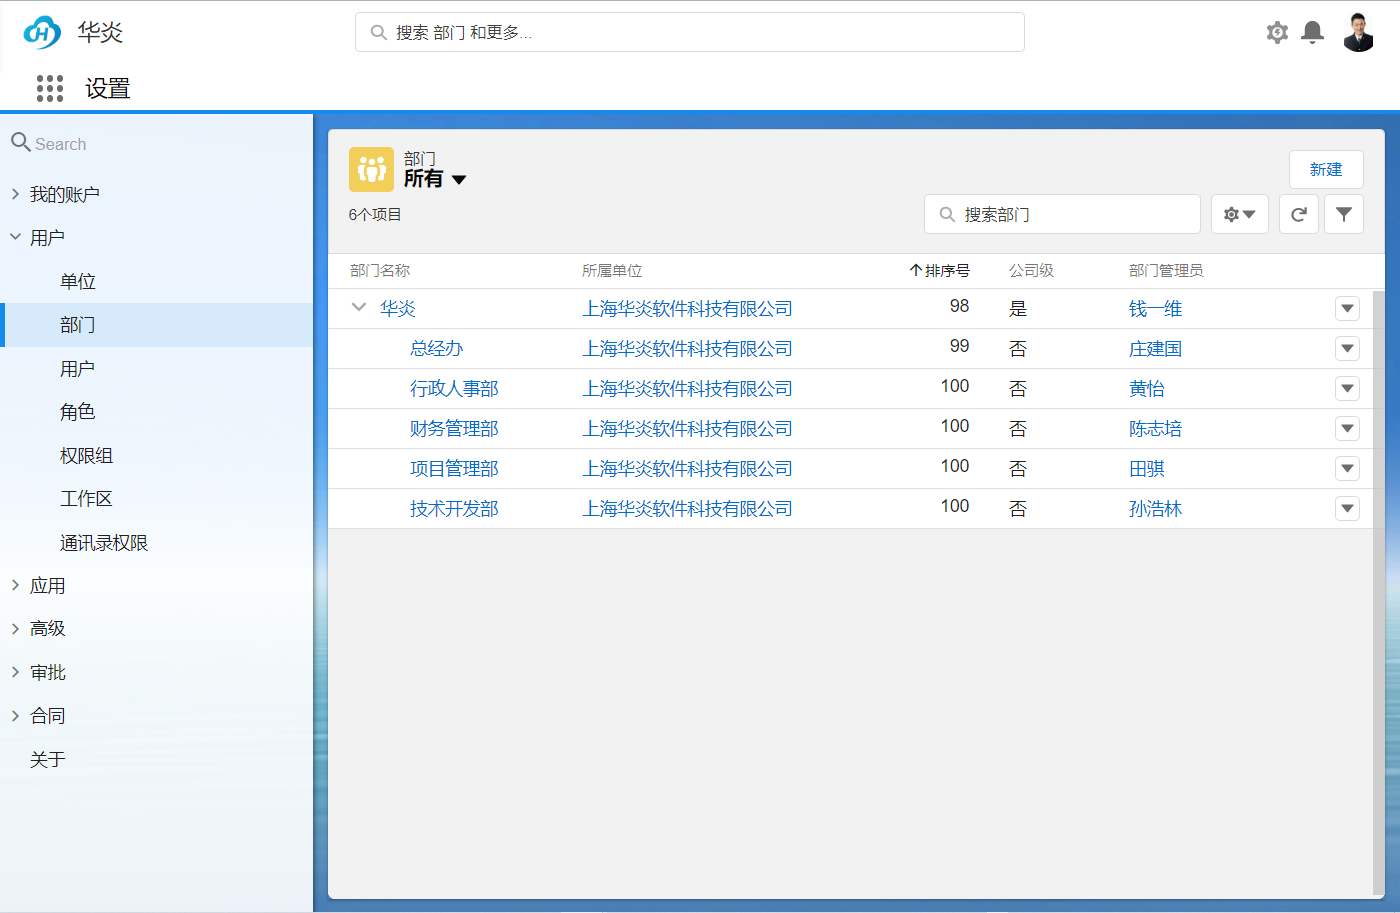 华炎
搜索 部门 和更多...
设置
Search
我的账户
用户
单位
部门
用户
角色
权限组
工作区
通讯录权限
应用
高级
审批
合同
关于
部门
所有
新建
6个项目
搜索部门
部门名称 所属单位 排序号 公司级 部门管理员
华炎 上海华炎软件科技有限公司 98 是 钱一维
总经办 上海华炎软件科技有限公司 99 否 庄建国
行政人事部 上海华炎软件科技有限公司 100 否 黄怡
财务管理部 上海华炎软件科技有限公司 100 否 陈志培
项目管理部 上海华炎软件科技有限公司 100 否 田骐
技术开发部 上海华炎软件科技有限公司 100 否 孙浩林